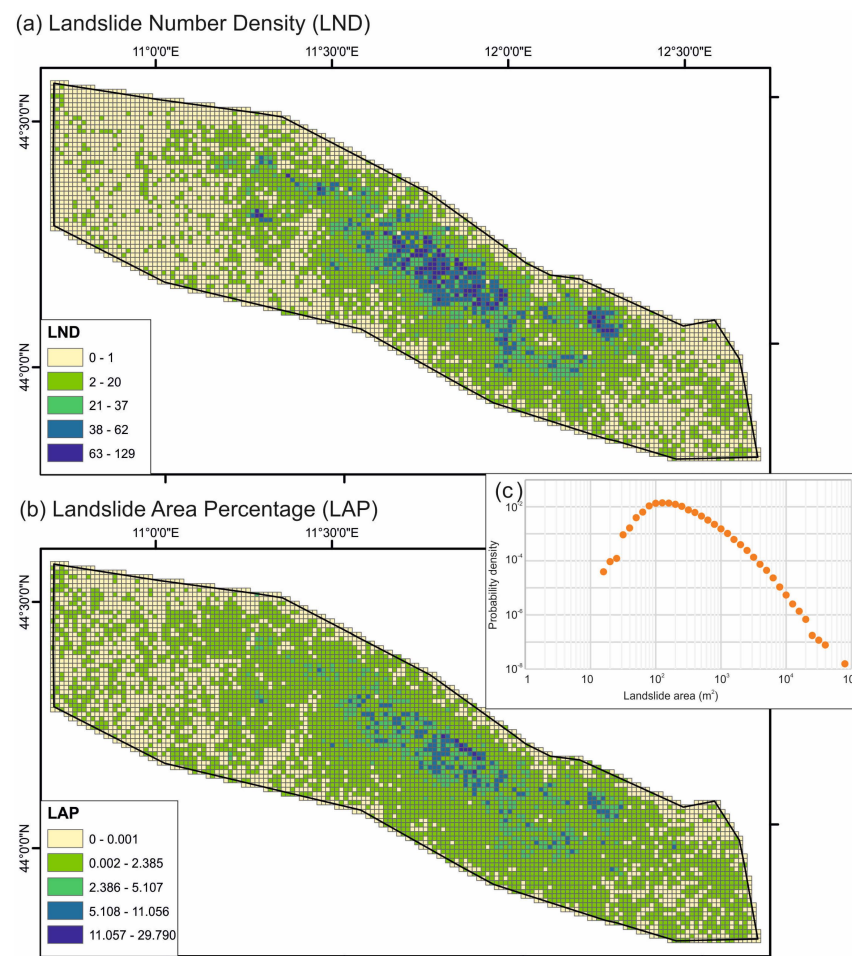 (a) Landslide Number Density (LND)
11°0'0"E 11°30'0"E 12°0'0"E 12°30'0"E
44°30'0"N
44°0'0"N
LND
0 - 1
2 - 20
21 - 37
38 - 62
63 - 129
(b) Landslide Area Percentage (LAP)
11°0'0"E 11°30'0"E
44°30'0"N
44°0'0"N
LAP
0 - 0.001
0.002 - 2.385
2.386 - 5.107
5.108 - 11.056
11.057 - 29.790
(c)
Probability density
10⁻²
10⁻⁴
10⁻⁶
10⁻⁸
1 10 10² 10³ 10⁴
Landslide area (m²)